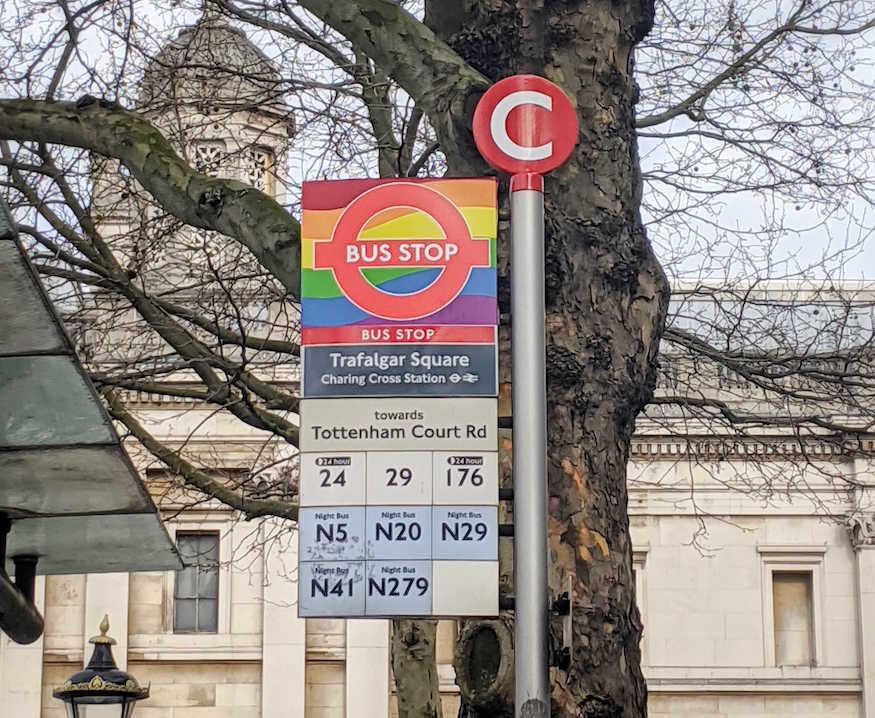 C
BUS STOP
BUS STOP
Trafalgar Square
Charing Cross Station
towards
Tottenham Court Rd
24 hour 24 hour
24 29 176
Night Bus Night Bus Night Bus
N5 N20 N29
Night Bus Night Bus
N41 N279